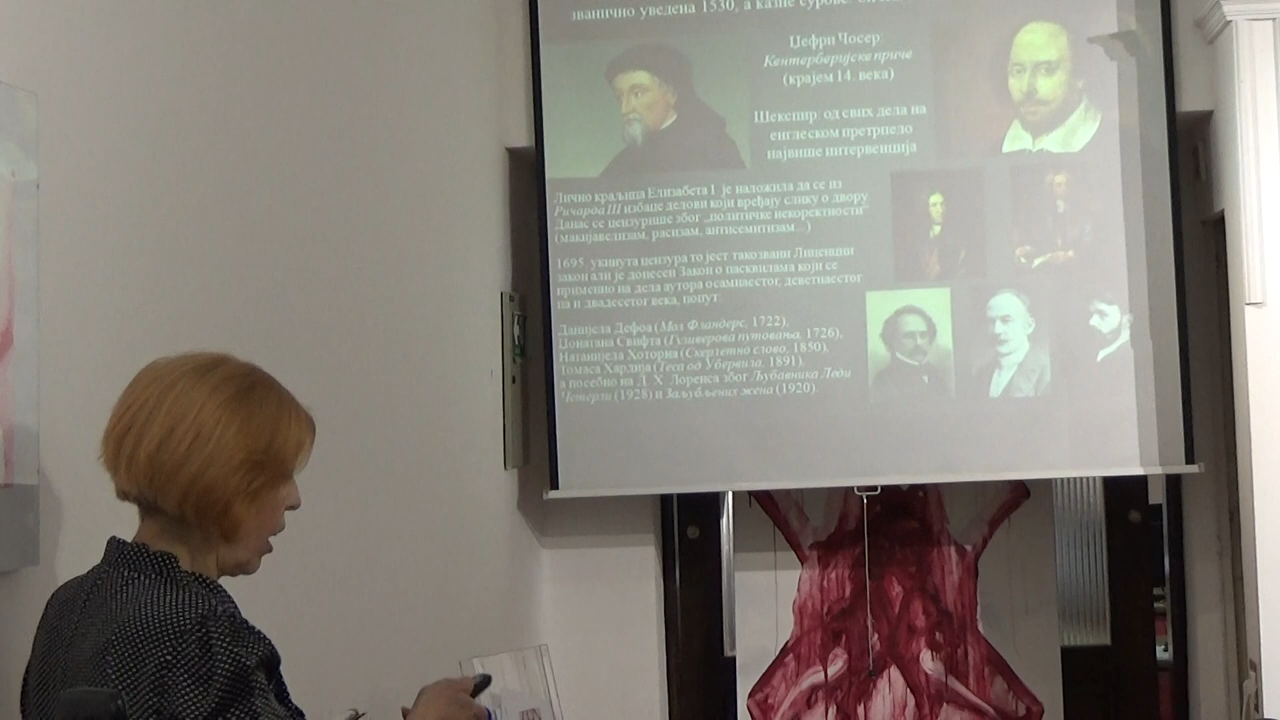 званично уведена 1530, а казне сурове.
Џефри Чосер:
Кентерберијске приче
(крајем 14. века)
Шекспир: од свих дела на
енглеском претрпело
највише интервенција
Лично краљица Елизабета I је наложила да се из
Ричарда III избаце делови који вређају слику о двору
Данас се цензурише због „политичке некоректности”
(макијавелизам, расизам, антисемитизам...)
1695. укинута цензура то јест такозвани Лиценцни
закон али је донесен Закон о пасквилама који се
применио на дела аутора осамнаестог, деветнаестог
па и двадесетог века, попут
Данијела Дефоа (Мол Фландерс, 1722),
Џонатана Свифта (Гуливерова путовања, 1726),
Натанијела Хоторна (Скерлетно слово, 1850),
Томаса Хардија (Теса од Убервила, 1891),
а посебно на Д. Х. Лоренса због Љубавника Леди
Четерли (1928) и Заљубљених жена (1920).